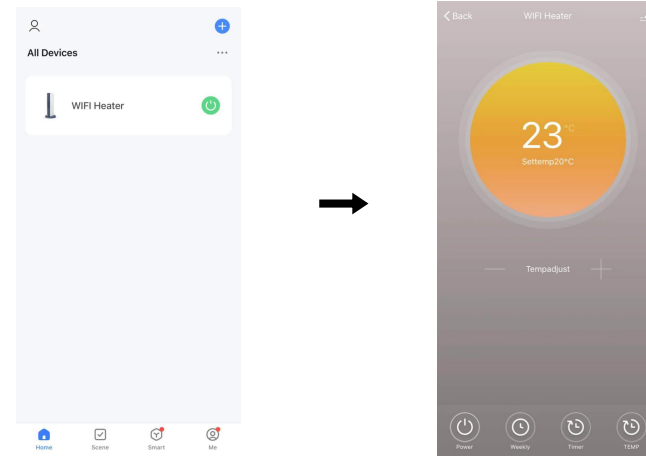 All Devices
WIFI Heater
Home
Scene
Smart
Me
Back
WIFI Heater
23°C
Settemp20°C
Tempadjust
Power
Weekly
Timer
TEMP